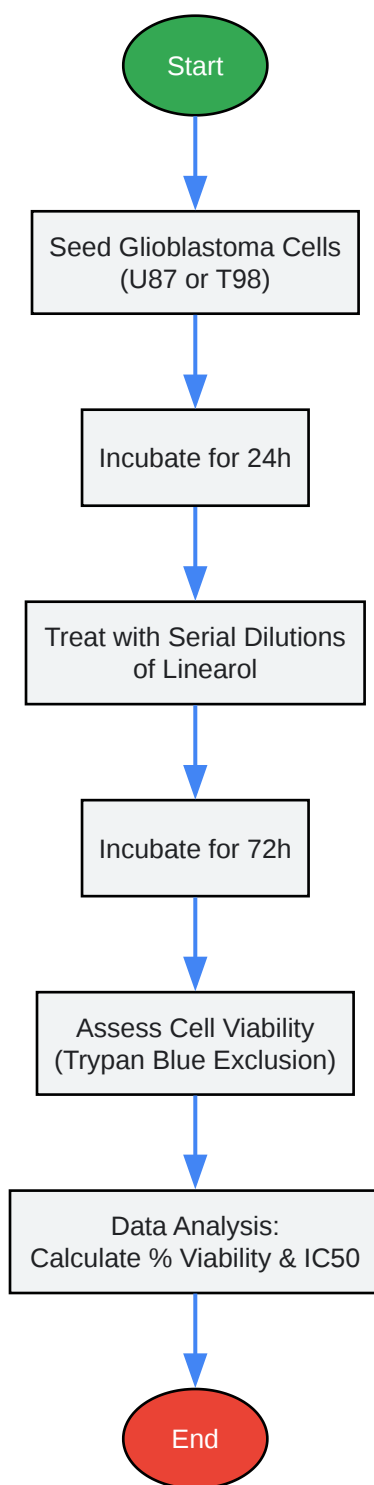 Start
Seed Glioblastoma Cells
(U87 or T98)
Incubate for 24h
Treat with Serial Dilutions
of Linearol
Incubate for 72h
Assess Cell Viability
(Trypan Blue Exclusion)
Data Analysis:
Calculate % Viability & IC50
End